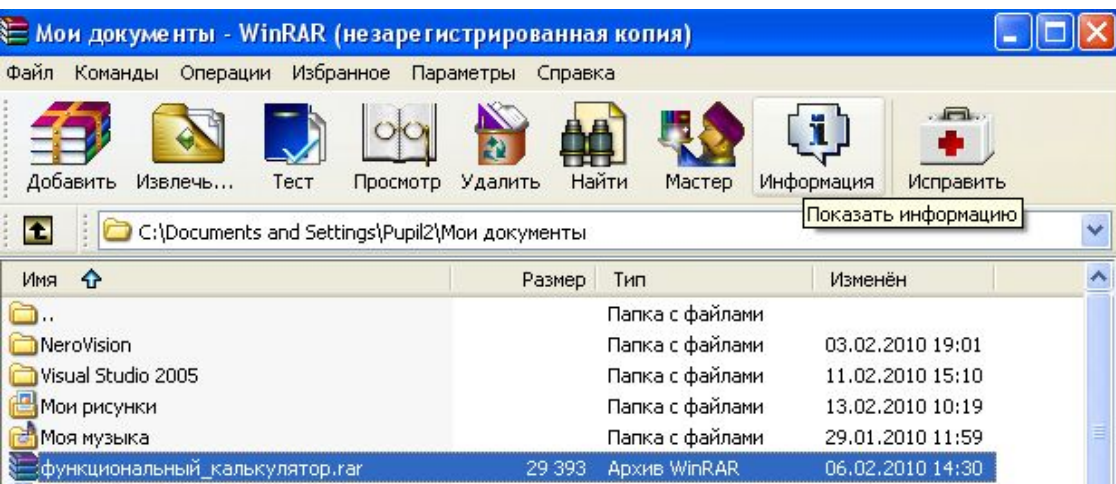 Мои документы - WinRAR (незарегистрированная копия)
Файл Команды Операции Избранное Параметры Справка
Добавить Извлечь... Тест Просмотр Удалить Найти Мастер Информация Исправить
Показать информацию
C:\Documents and Settings\Pupil2\Мои документы
Имя Размер Тип Изменён
.. Папка с файлами
NeroVision Папка с файлами 03.02.2010 19:01
Visual Studio 2005 Папка с файлами 11.02.2010 15:10
Мои рисунки Папка с файлами 13.02.2010 10:19
Моя музыка Папка с файлами 29.01.2010 11:59
функциональный_калькулятор.rar 29 393 Архив WinRAR 06.02.2010 14:30